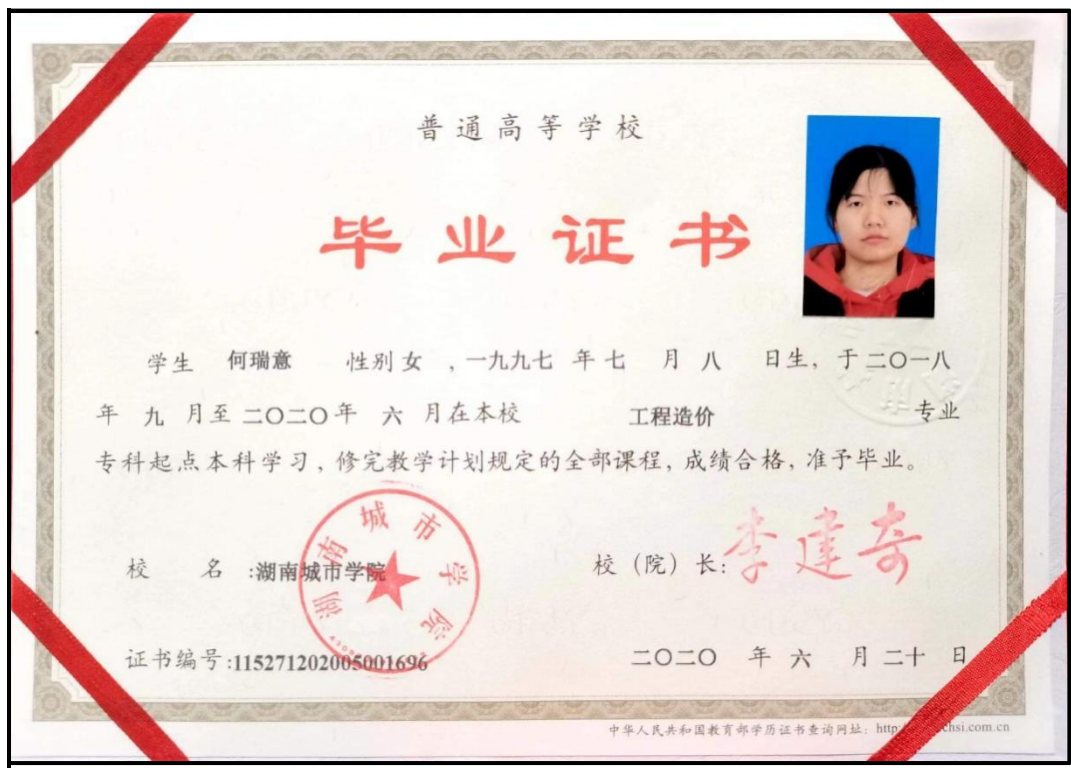 普通高等学校
毕业证书
学生 何瑞意 性别 女 ,一九九七 年 七 月 八 日生, 于 二〇一八
年 九 月至 二〇二〇 年 六 月在本校 工程造价 专业
专科起点本科学习, 修完教学计划规定的全部课程, 成绩合格, 准予毕业。
校 名 :湖南城市学院
校（院）长: 李建奇
湖南城市学院
证书编号:115271202005001696
二〇二〇 年 六 月 二十 日
中华人民共和国教育部学历证书查询网址: http chsi.com.cn